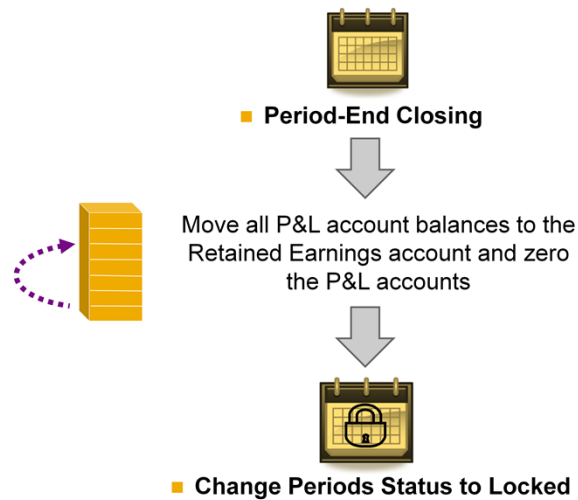 Period-End Closing
Move all P&L account balances to the
Retained Earnings account and zero
the P&L accounts
Change Periods Status to Locked